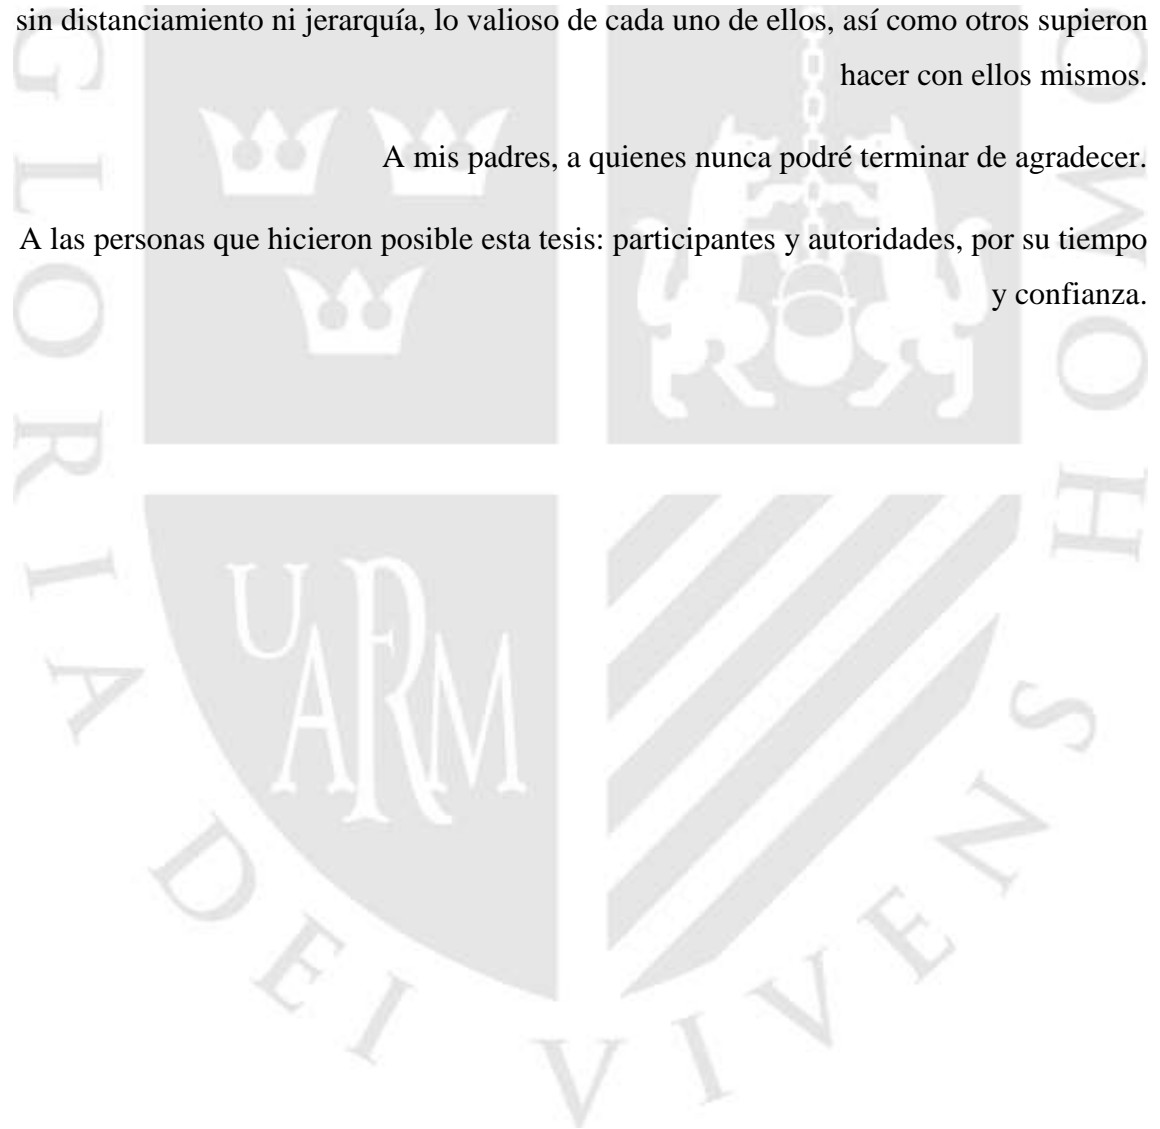 sin distanciamiento ni jerarquía, lo valioso de cada uno de ellos, así como otros supieron
hacer con ellos mismos.
A mis padres, a quienes nunca podré terminar de agradecer.
A las personas que hicieron posible esta tesis: participantes y autoridades, por su tiempo
y confianza.
GLORIA DEI VIVENS HOMO
UARM